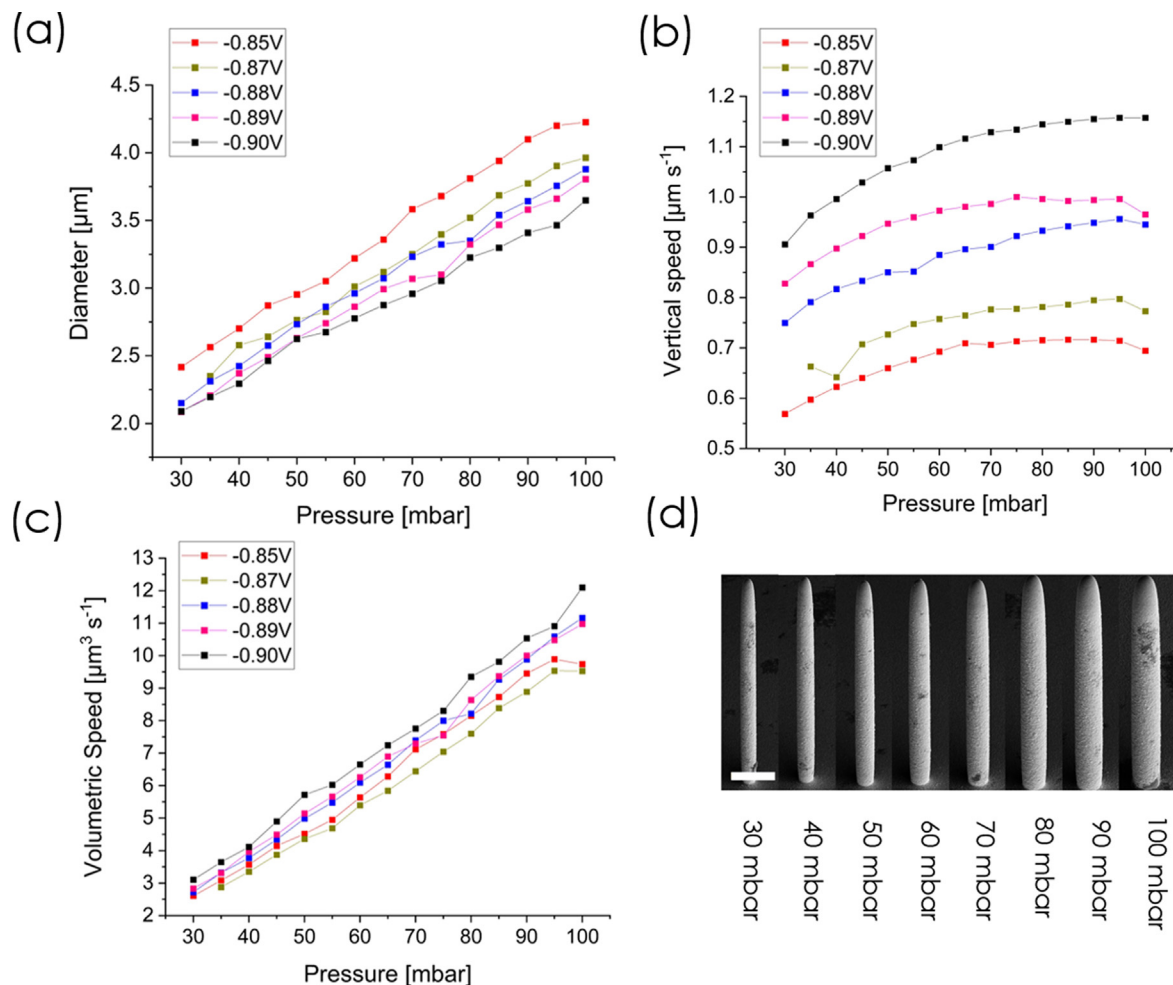 (a)
-0.85V
-0.87V
-0.88V
-0.89V
-0.90V
4.5
4.0
3.5
3.0
2.5
2.0
Diameter [µm]
30 40 50 60 70 80 90 100
Pressure [mbar]
(b)
-0.85V
-0.87V
-0.88V
-0.89V
-0.90V
1.2
1.1
1.0
0.9
0.8
0.7
0.6
0.5
Vertical speed [µm s⁻¹]
30 40 50 60 70 80 90 100
Pressure [mbar]
(c)
-0.85V
-0.87V
-0.88V
-0.89V
-0.90V
13
12
11
10
9
8
7
6
5
4
3
2
Volumetric Speed [µm³ s⁻¹]
30 40 50 60 70 80 90 100
Pressure [mbar]
(d)
30 mbar
40 mbar
50 mbar
60 mbar
70 mbar
80 mbar
90 mbar
100 mbar